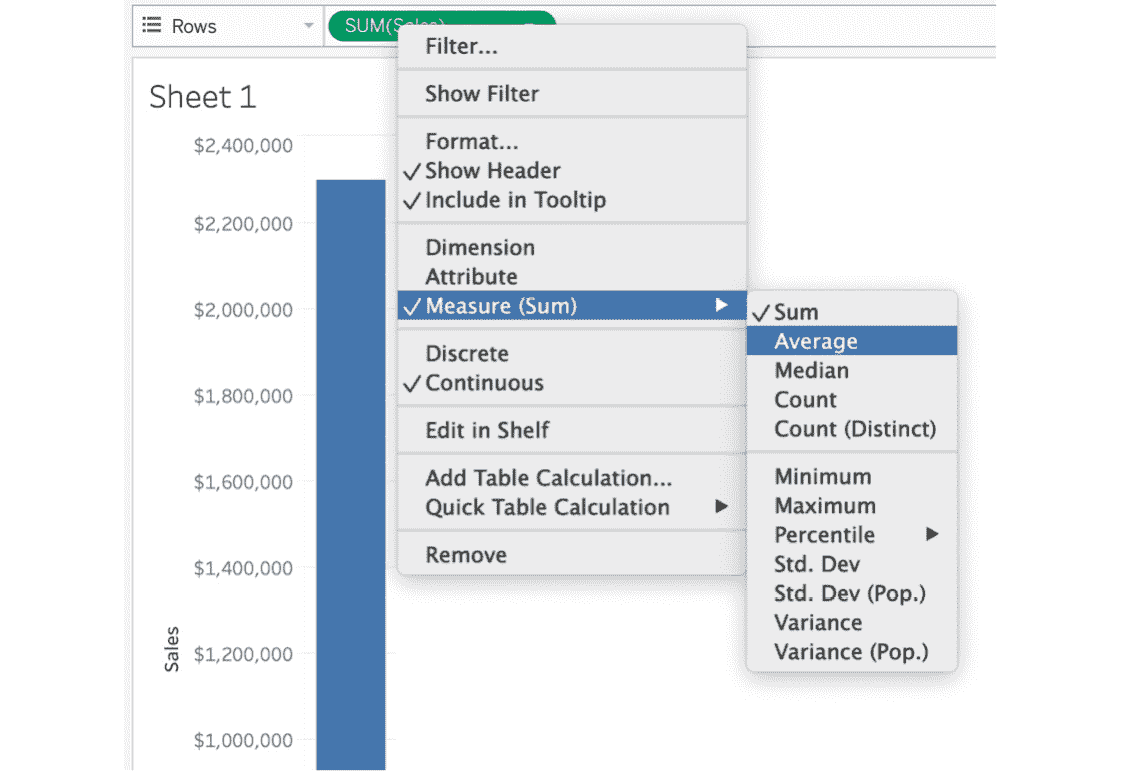 Rows
SUM(Sales)
Filter...
Show Filter
Format...
✓Show Header
✓Include in Tooltip
Dimension
Attribute
✓Measure (Sum)
Discrete
✓Continuous
Edit in Shelf
Add Table Calculation...
Quick Table Calculation
Remove
✓Sum
Average
Median
Count
Count (Distinct)
Minimum
Maximum
Percentile
Std. Dev
Std. Dev (Pop.)
Variance
Variance (Pop.)
Sheet 1
$2,400,000
$2,200,000
$2,000,000
$1,800,000
$1,600,000
$1,400,000
$1,200,000
$1,000,000
Sales